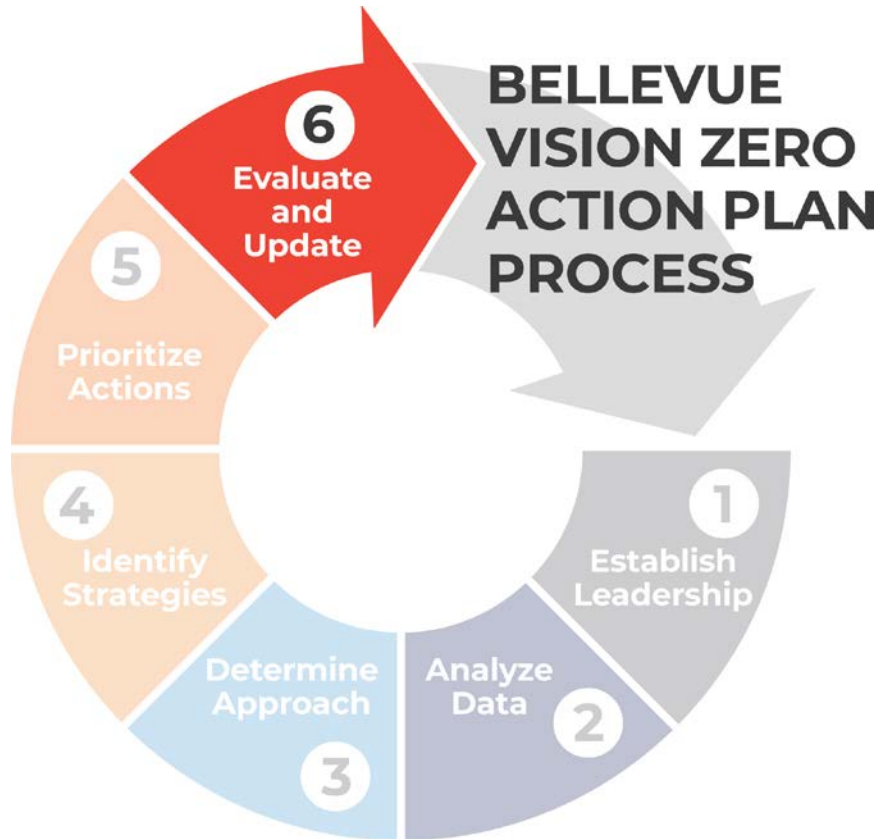 BELLEVUE
VISION ZERO
ACTION PLAN
PROCESS
1
Establish
Leadership
2
Analyze
Data
3
Determine
Approach
4
Identify
Strategies
5
Prioritize
Actions
6
Evaluate
and
Update